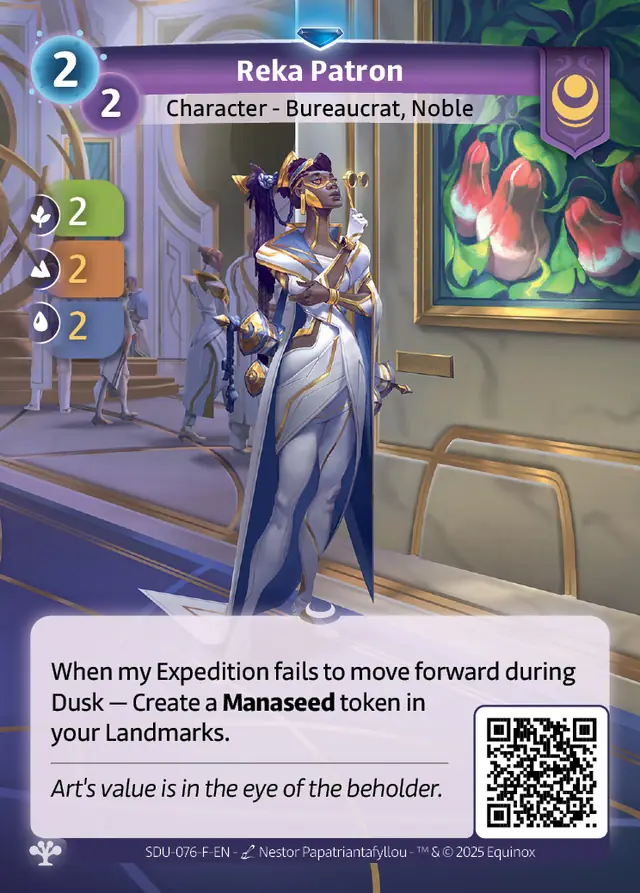 2
Reka Patron
2
Character - Bureaucrat, Noble
2
2
2
When my Expedition fails to move forward during
Dusk — Create a Manaseed token in
your Landmarks.
Art's value is in the eye of the beholder.
SDU-076-F-EN - Nestor Papatriantafyllou - ™ & © 2025 Equinox